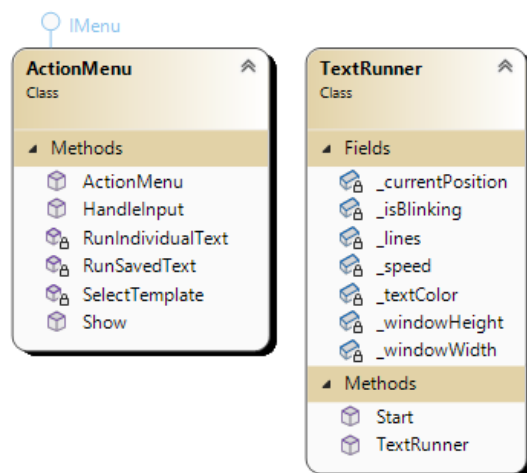 IMenu
ActionMenu
Class
Methods
ActionMenu
HandleInput
RunIndividualText
RunSavedText
SelectTemplate
Show
TextRunner
Class
Fields
_currentPosition
_isBlinking
_lines
_speed
_textColor
_windowHeight
_windowWidth
Methods
Start
TextRunner